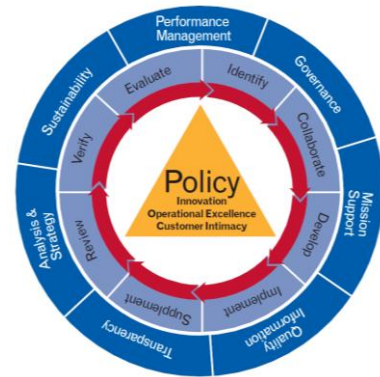 Performance
Management
Governance
Mission
Support
Quality
Information
Transparency
Analysis &
Strategy
Sustainability
Evaluate
Identify
Collaborate
Develop
Implement
Supplement
Review
Verify
Policy
Innovation
Operational Excellence
Customer Intimacy